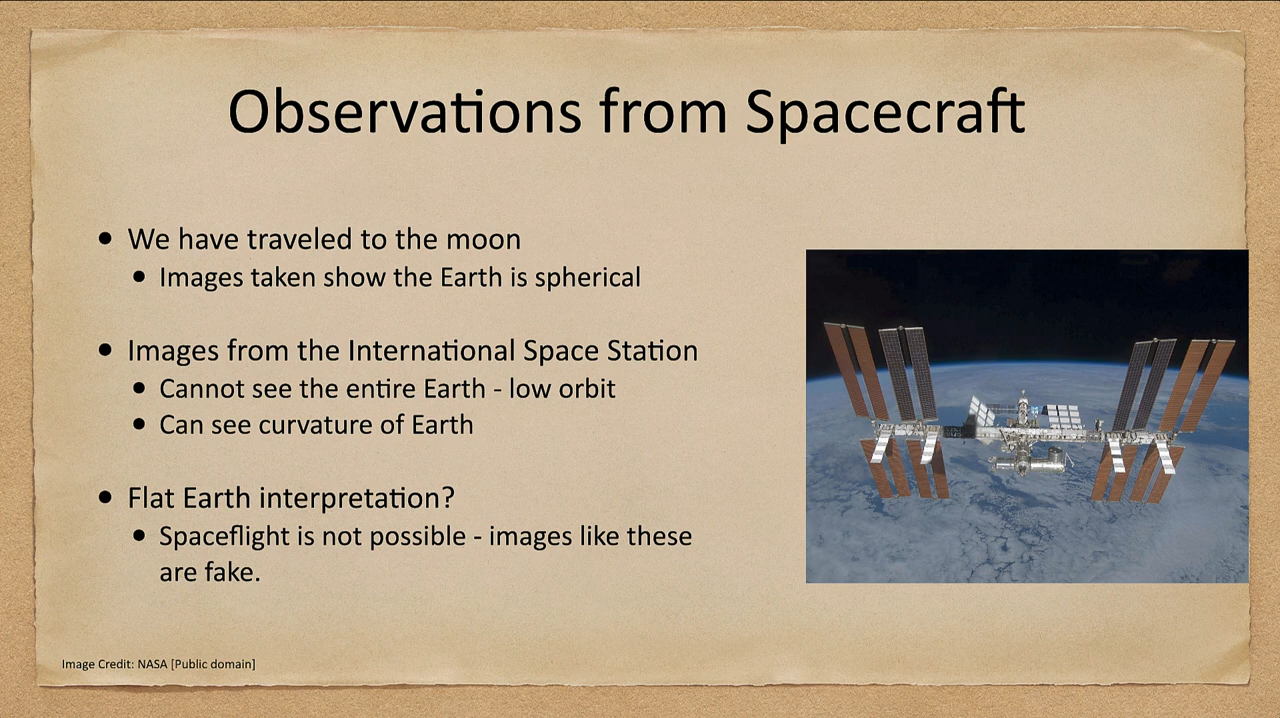 Observations from Spacecraft
• We have traveled to the moon
• Images taken show the Earth is spherical
• Images from the International Space Station
• Cannot see the entire Earth - low orbit
• Can see curvature of Earth
• Flat Earth interpretation?
• Spaceflight is not possible - images like these
are fake.
Image Credit: NASA [Public domain]